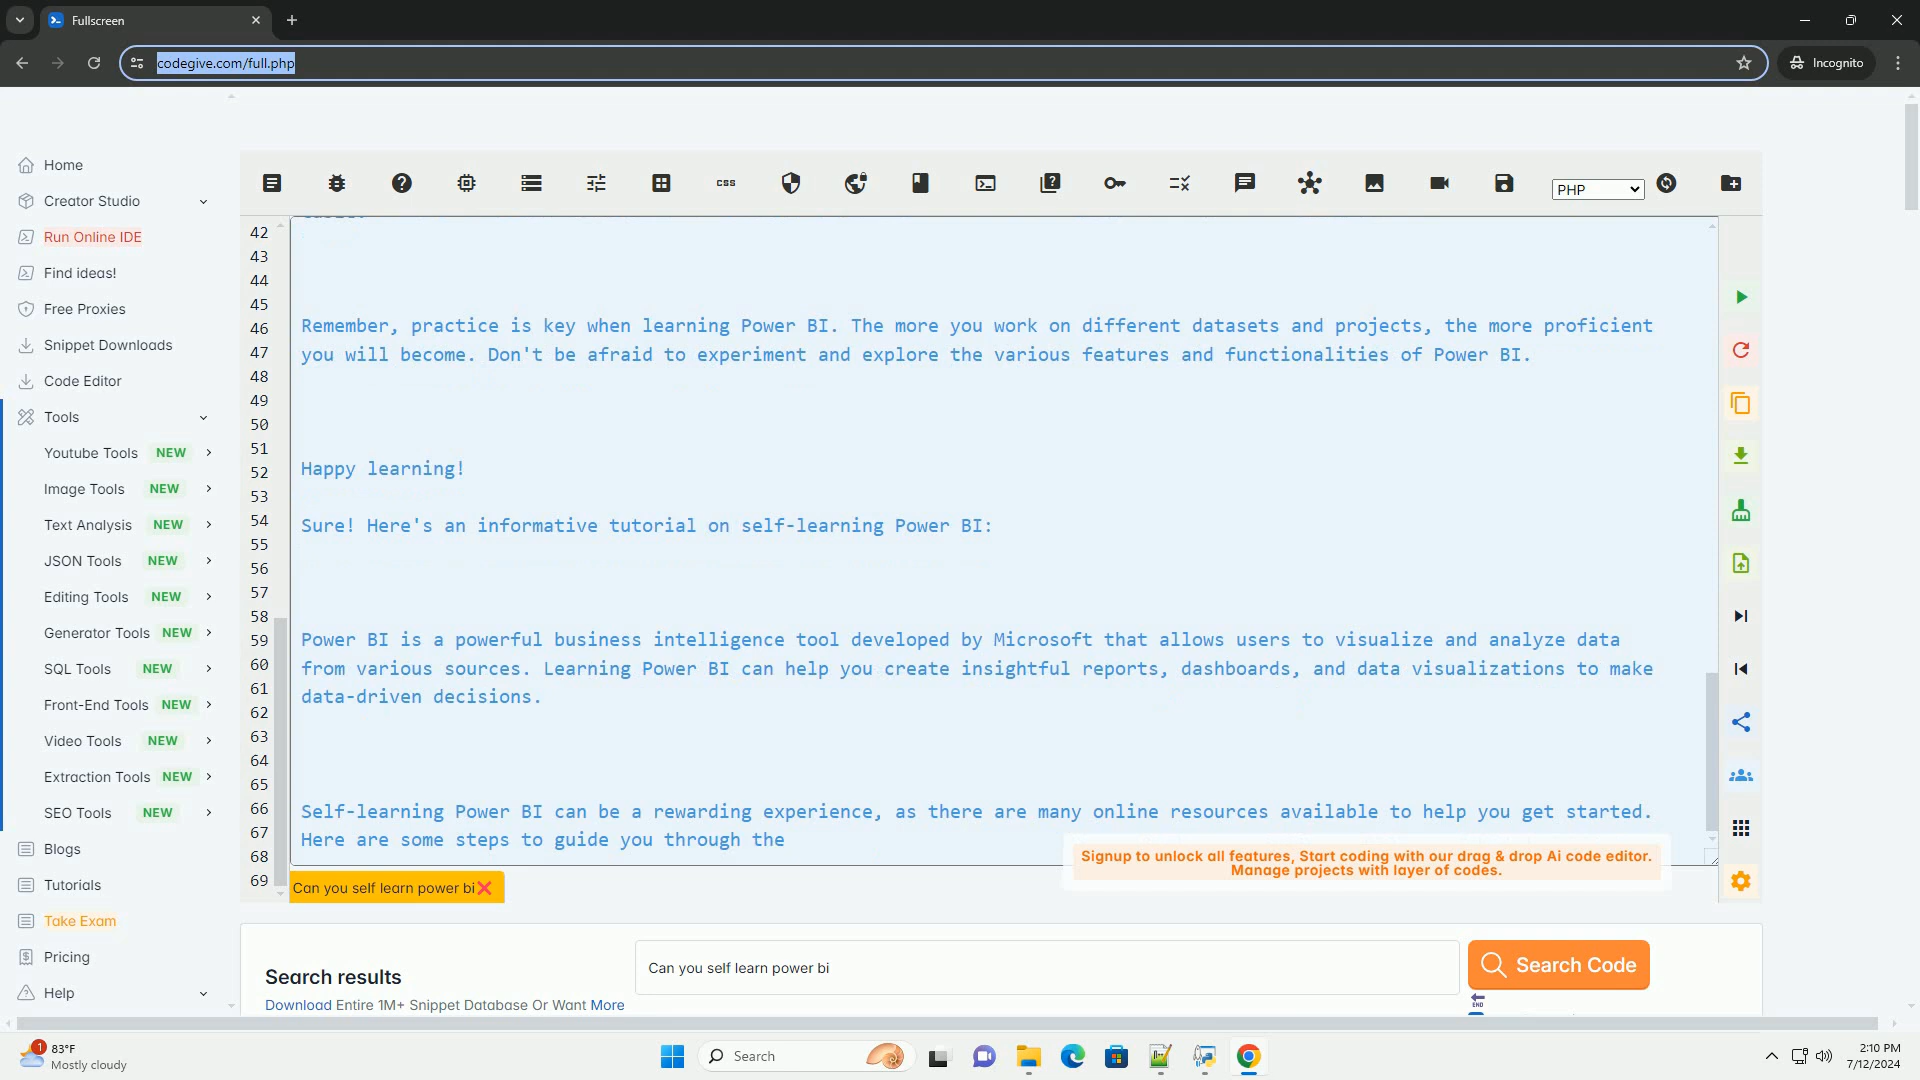 Fullscreen
codegive.com/full.php
Incognito
Home
Creator Studio
Run Online IDE
Find ideas!
Free Proxies
Snippet Downloads
Code Editor
Tools
Youtube Tools NEW
Image Tools NEW
Text Analysis NEW
JSON Tools NEW
Editing Tools NEW
Generator Tools NEW
SQL Tools NEW
Front-End Tools NEW
Video Tools NEW
Extraction Tools NEW
SEO Tools NEW
Blogs
Tutorials
Take Exam
Pricing
Help
css
PHP
42
43
44
45
46
47
48
49
50
51
52
53
54
55
56
57
58
59
60
61
62
63
64
65
66
67
68
69
Remember, practice is key when learning Power BI. The more you work on different datasets and projects, the more proficient
you will become. Don't be afraid to experiment and explore the various features and functionalities of Power BI.
Happy learning!
Sure! Here's an informative tutorial on self-learning Power BI:
Power BI is a powerful business intelligence tool developed by Microsoft that allows users to visualize and analyze data
from various sources. Learning Power BI can help you create insightful reports, dashboards, and data visualizations to make
data-driven decisions.
Self-learning Power BI can be a rewarding experience, as there are many online resources available to help you get started.
Here are some steps to guide you through the
Signup to unlock all features, Start coding with our drag & drop Ai code editor.
Manage projects with layer of codes.
Can you self learn power bi
Search results
Download Entire 1M+ Snippet Database Or Want More
Can you self learn power bi
Search Code
END
1
83°F
Mostly cloudy
Search
2:10 PM
7/12/2024